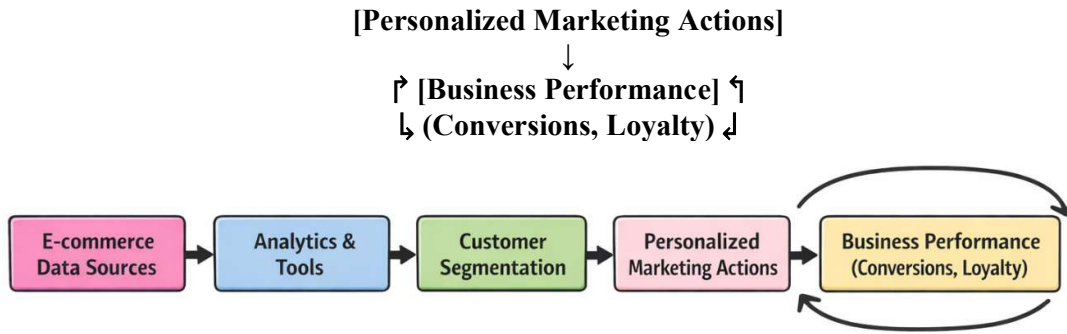 [Personalized Marketing Actions]
↓
↱ [Business Performance] ↰
↳ (Conversions, Loyalty) ↲
E-commerce
Data Sources
Analytics &
Tools
Customer
Segmentation
Personalized
Marketing Actions
Business Performance
(Conversions, Loyalty)